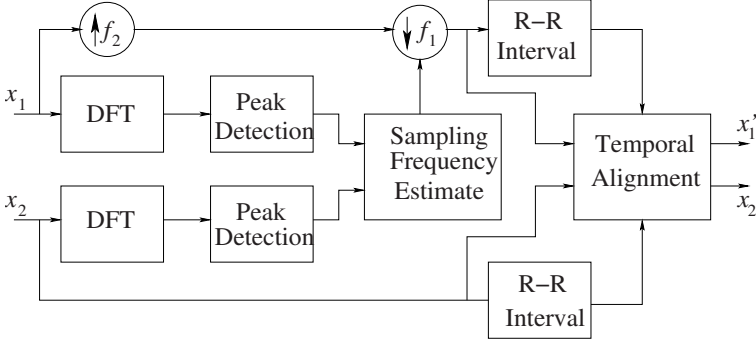 ↑f2
↓f1
R−R
Interval
x1
DFT
Peak
Detection
Sampling
Frequency
Estimate
Temporal
Alignment
x1'
x2
x2
DFT
Peak
Detection
R−R
Interval